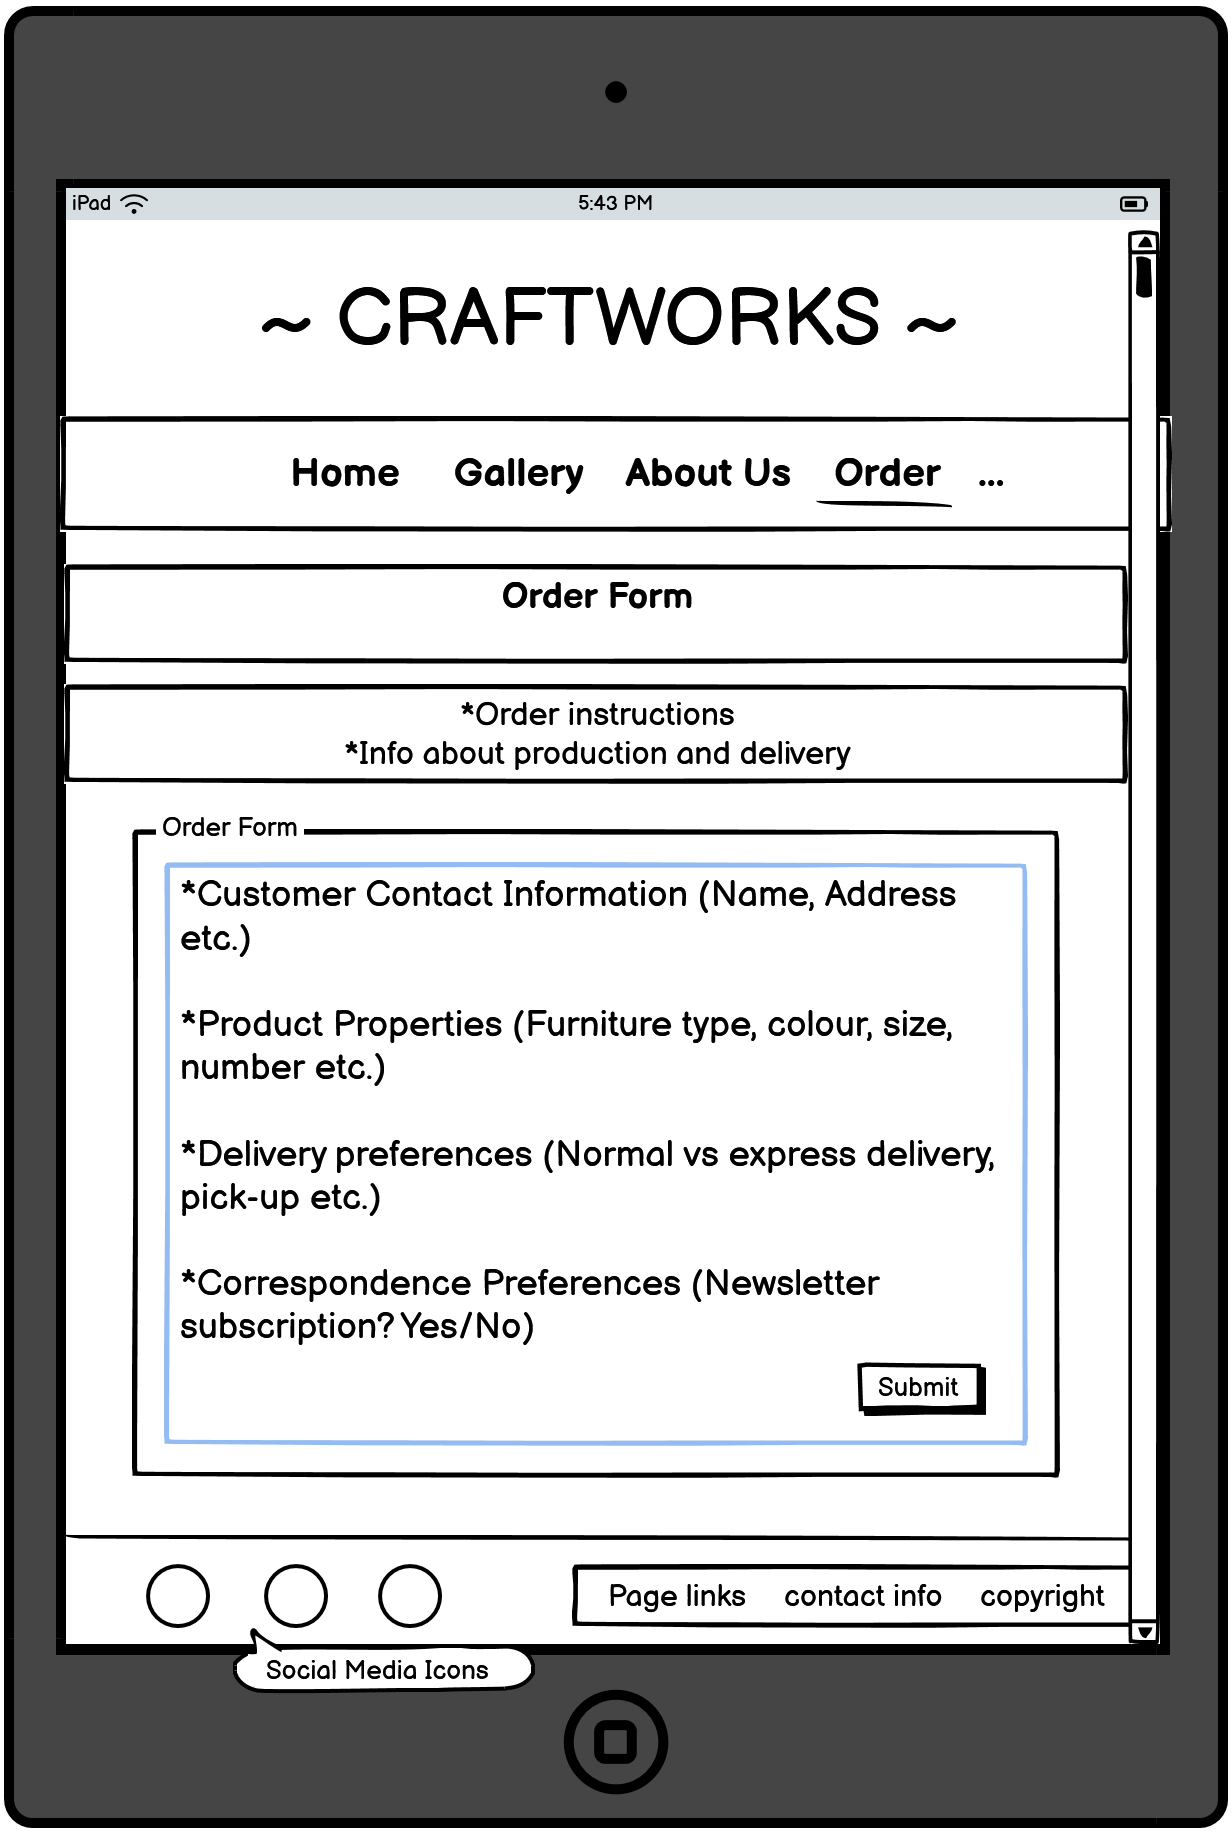 iPad 5:43 PM
~ CRAFTWORKS ~
Home Gallery About Us Order ...
Order Form
*Order instructions
*Info about production and delivery
Order Form
*Customer Contact Information (Name, Address
etc.)
*Product Properties (Furniture type, colour, size,
number etc.)
*Delivery preferences (Normal vs express delivery,
pick-up etc.)
*Correspondence Preferences (Newsletter
subscription? Yes/No)
Submit
Page links contact info copyright
Social Media Icons